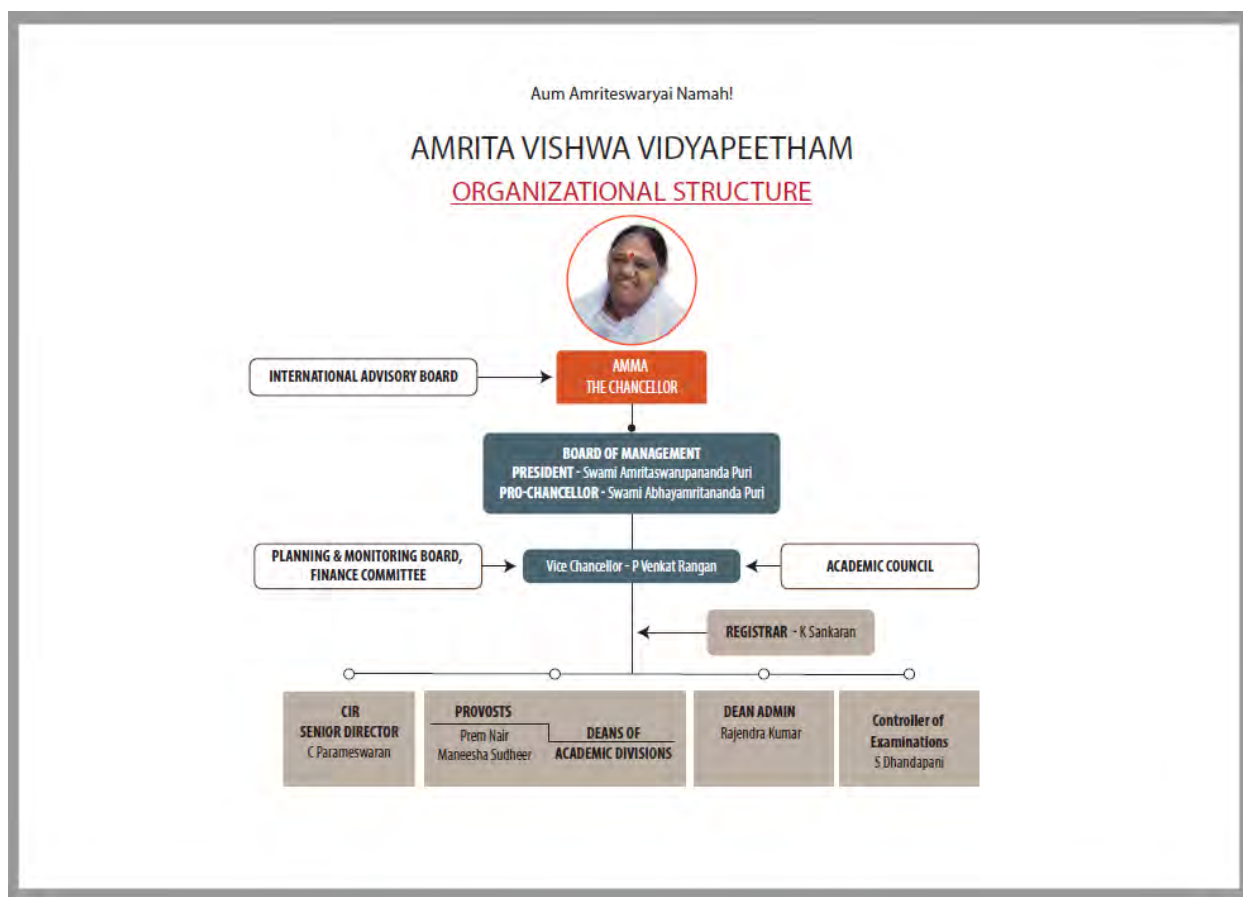 Aum Amriteswaryai Namah!
AMRITA VISHWA VIDYAPEETHAM
ORGANIZATIONAL STRUCTURE
INTERNATIONAL ADVISORY BOARD
AMMA
THE CHANCELLOR
BOARD OF MANAGEMENT
PRESIDENT - Swami Amritaswarupananda Puri
PRO-CHANCELLOR - Swami Abhayamritananda Puri
PLANNING & MONITORING BOARD,
FINANCE COMMITTEE
Vice Chancellor - P Venkat Rangan
ACADEMIC COUNCIL
REGISTRAR - K Sankaran
CIR
SENIOR DIRECTOR
C Parameswaran
PROVOSTS
Prem Nair
Maneesha Sudheer
DEANS OF
ACADEMIC DIVISIONS
DEAN ADMIN
Rajendra Kumar
Controller of
Examinations
S Dhandapani